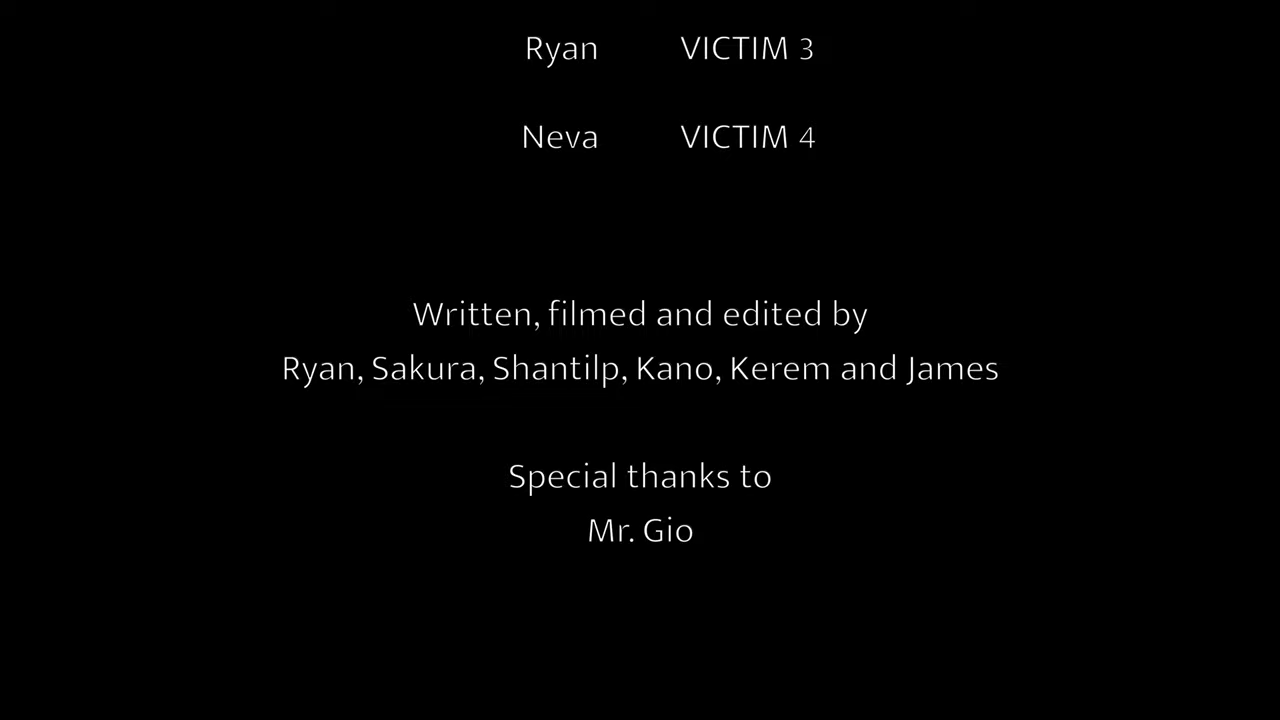 Ryan VICTIM 3
Neva VICTIM 4
Written, filmed and edited by
Ryan, Sakura, Shantilp, Kano, Kerem and James
Special thanks to
Mr. Gio